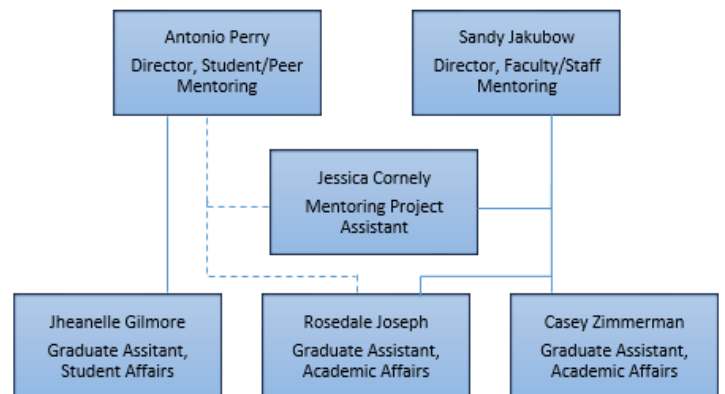 Antonio Perry
Director, Student/Peer
Mentoring
Sandy Jakubow
Director, Faculty/Staff
Mentoring
Jessica Cornely
Mentoring Project
Assistant
Jheanelle Gilmore
Graduate Assitant,
Student Affairs
Rosedale Joseph
Graduate Assistant,
Academic Affairs
Casey Zimmerman
Graduate Assistant,
Academic Affairs